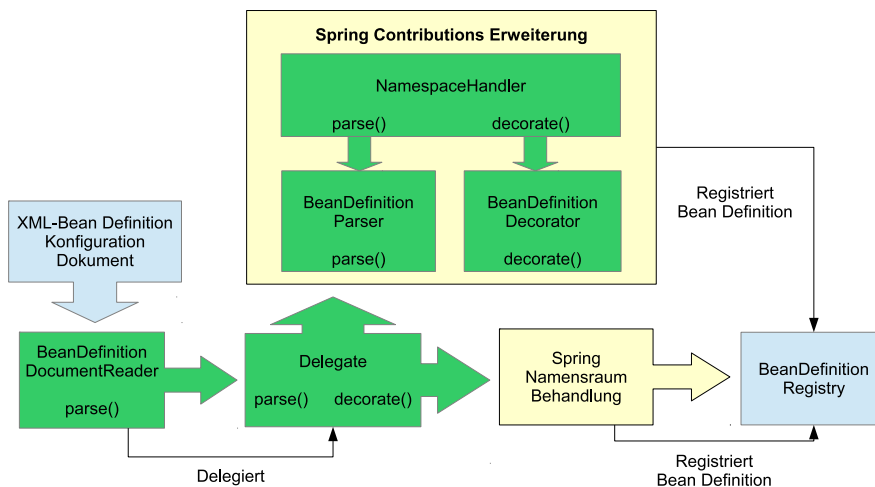 Spring Contributions Erweiterung
NamespaceHandler
parse() decorate()
BeanDefinition
Parser
parse()
BeanDefinition
Decorator
decorate()
Registriert
Bean Definition
XML-Bean Definition
Konfiguration
Dokument
BeanDefinition
DocumentReader
parse()
Delegate
parse() decorate()
Spring
Namensraum
Behandlung
BeanDefinition
Registry
Delegiert
Registriert
Bean Definition